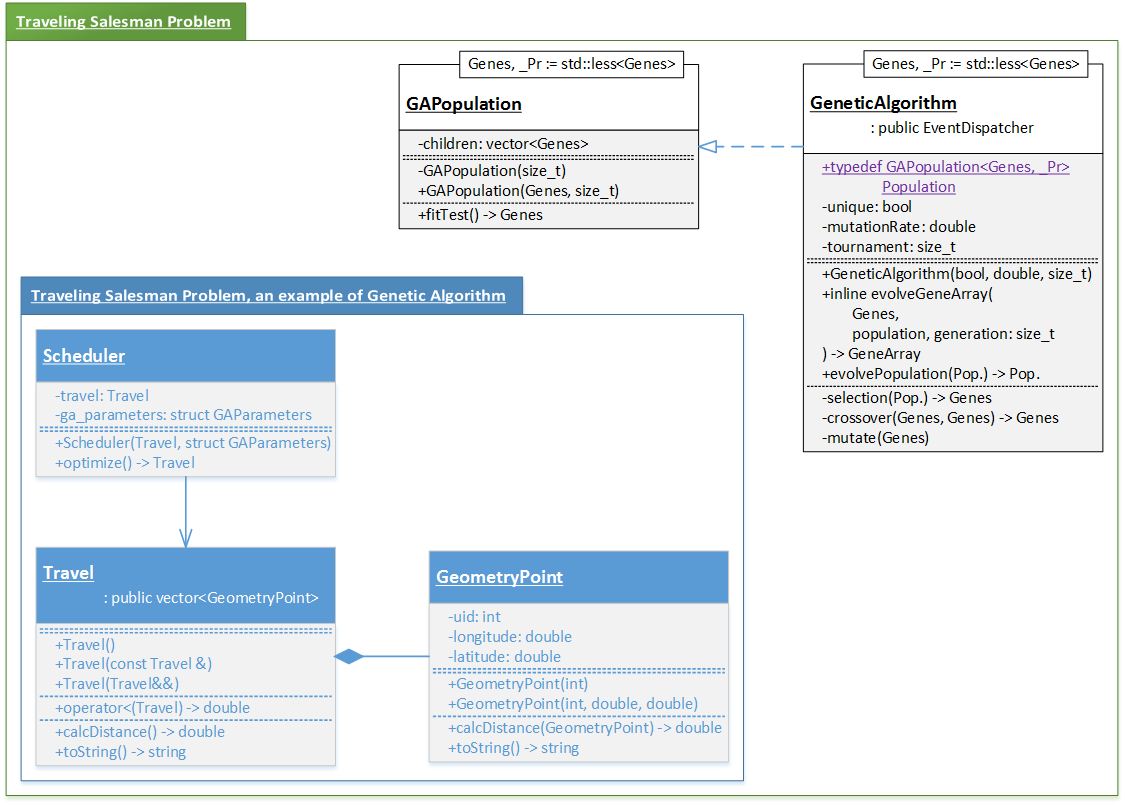 Traveling Salesman Problem
Genes, _Pr := std::less<Genes>
GAPopulation
-children: vector<Genes>
-GAPopulation(size_t)
+GAPopulation(Genes, size_t)
+fitTest() -> Genes
Genes, _Pr := std::less<Genes>
GeneticAlgorithm
: public EventDispatcher
+typedef GAPopulation<Genes, _Pr>
Population
-unique: bool
-mutationRate: double
-tournament: size_t
+GeneticAlgorithm(bool, double, size_t)
+inline evolveGeneArray(
Genes,
population, generation: size_t
) -> GeneArray
+evolvePopulation(Pop.) -> Pop.
-selection(Pop.) -> Genes
-crossover(Genes, Genes) -> Genes
-mutate(Genes)
Traveling Salesman Problem, an example of Genetic Algorithm
Scheduler
-travel: Travel
-ga_parameters: struct GAParameters
+Scheduler(Travel, struct GAParameters)
+optimize() -> Travel
Travel
: public vector<GeometryPoint>
+Travel()
+Travel(const Travel &)
+Travel(Travel&&)
+operator<(Travel) -> double
+calcDistance() -> double
+toString() -> string
GeometryPoint
-uid: int
-longitude: double
-latitude: double
+GeometryPoint(int)
+GeometryPoint(int, double, double)
+calcDistance(GeometryPoint) -> double
+toString() -> string